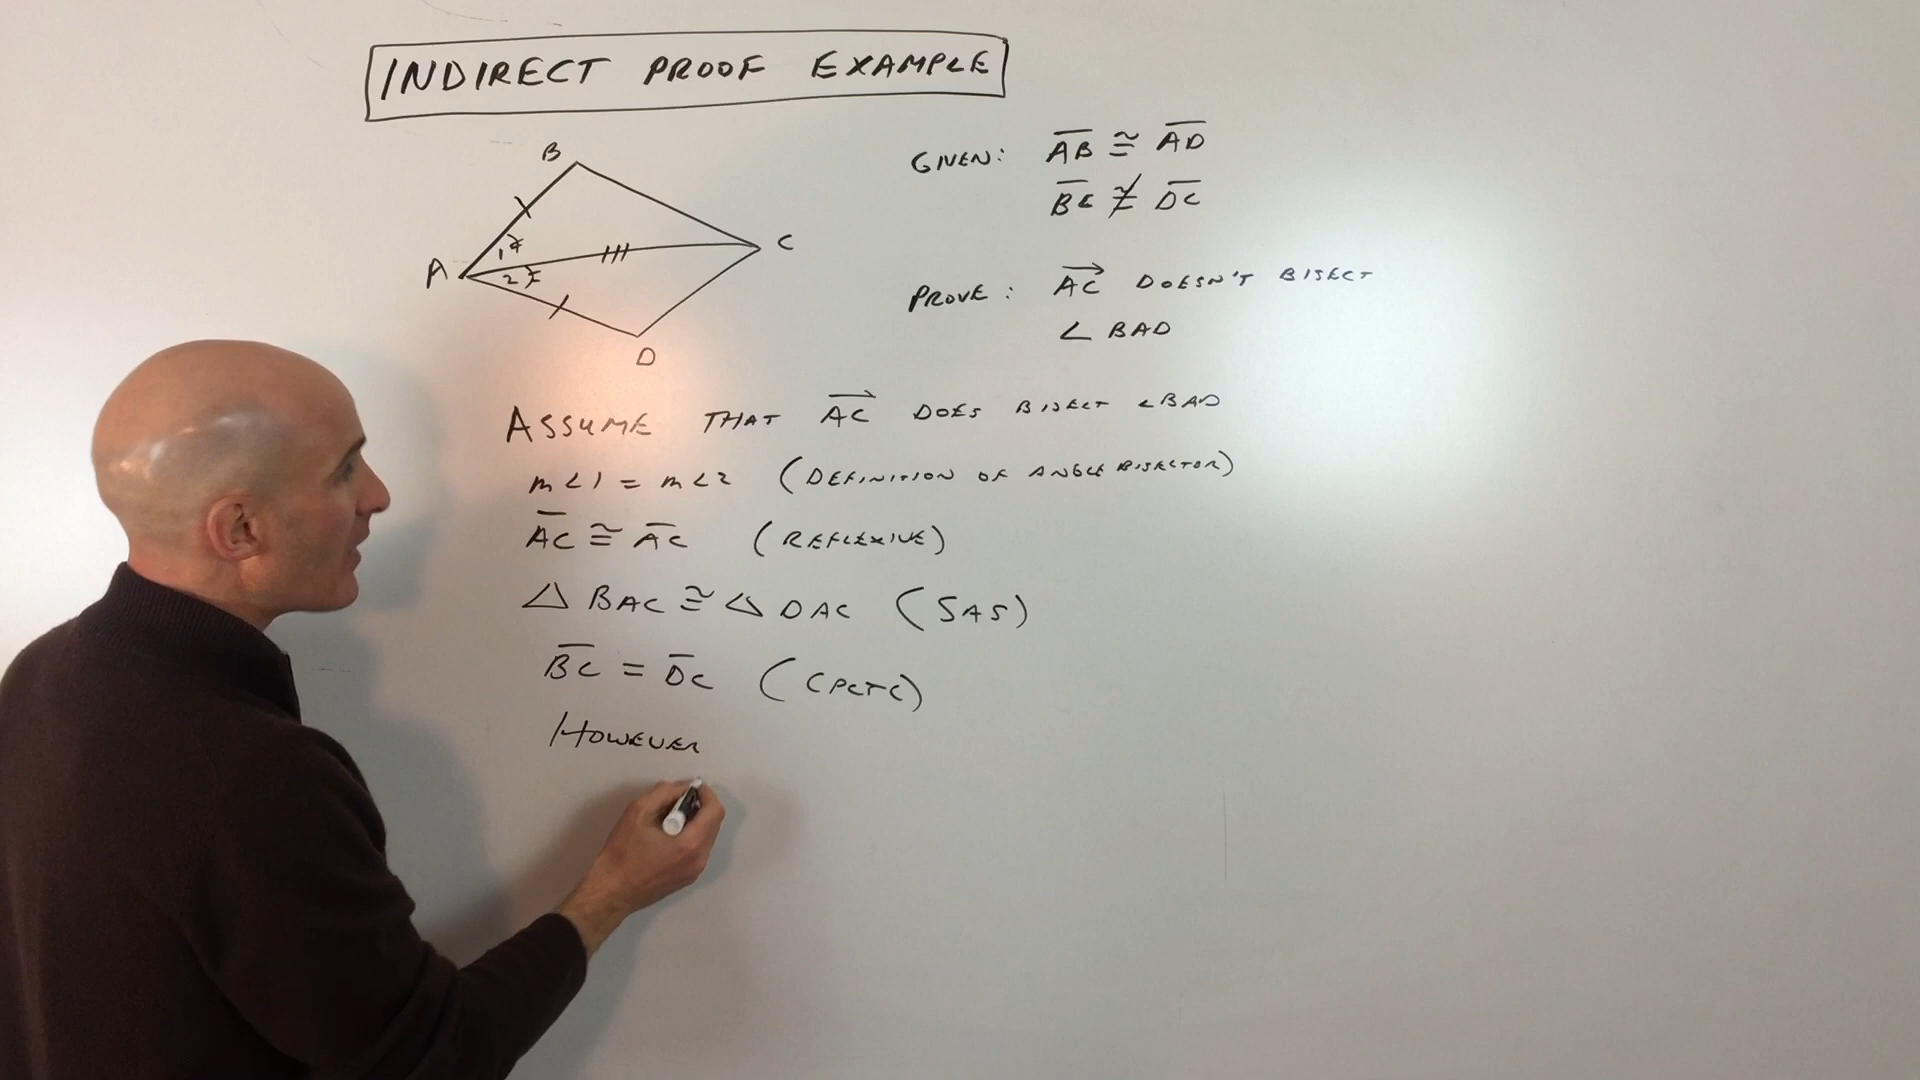 INDIRECT PROOF EXAMPLE
B
A
C
D
1
2
GIVEN: AB ≅ AD
BC ≇ DC
PROVE: AC DOESN'T BISECT
∠ BAD
ASSUME THAT AC DOES BISECT ∠BAD
m∠1 = m∠2 (DEFINITION OF ANGLE BISECTOR)
AC ≅ AC (REFLEXIVE)
△ BAC ≅ △ DAC (SAS)
BC = DC (CPCTC)
HOWEVER